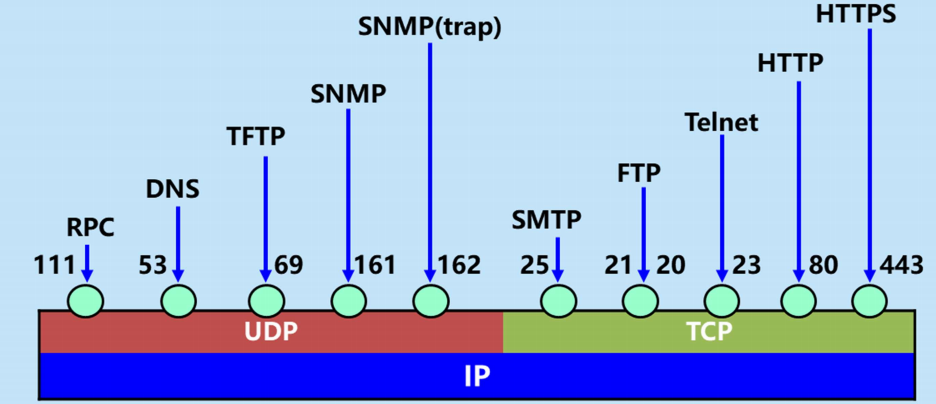 HTTPS
SNMP(trap)
HTTP
SNMP
Telnet
TFTP
FTP
DNS
SMTP
RPC
111 53 69 161 162 25 21 20 23 80 443
UDP TCP
IP